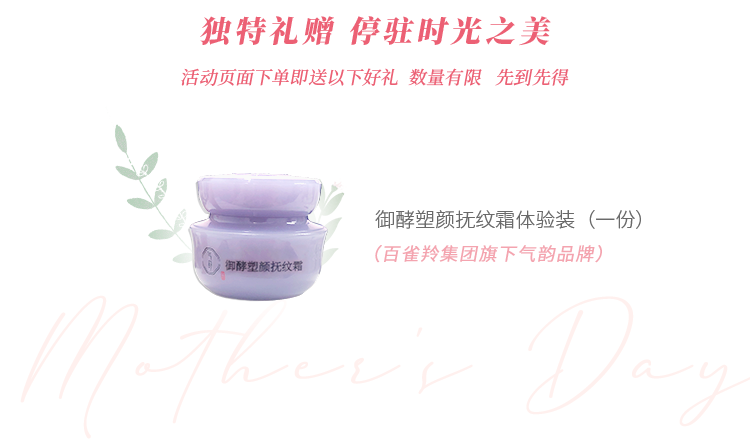 独特礼赠 停驻时光之美
活动页面下单即送以下好礼 数量有限 先到先得
御酵塑颜抚纹霜体验装（一份）
（百雀羚集团旗下气韵品牌）
御酵塑颜抚纹霜
Mother's Day